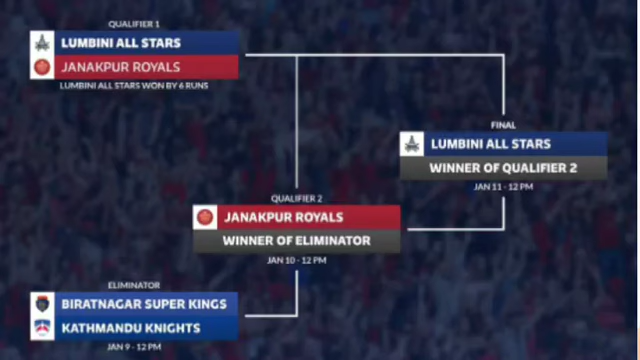 QUALIFIER 1
LUMBINI ALL STARS
JANAKPUR ROYALS
LUMBINI ALL STARS WON BY 6 RUNS
FINAL
LUMBINI ALL STARS
WINNER OF QUALIFIER 2
JAN 11 - 12 PM
QUALIFIER 2
JANAKPUR ROYALS
WINNER OF ELIMINATOR
JAN 10 - 12 PM
ELIMINATOR
BIRATNAGAR SUPER KINGS
KATHMANDU KNIGHTS
JAN 9 - 12 PM